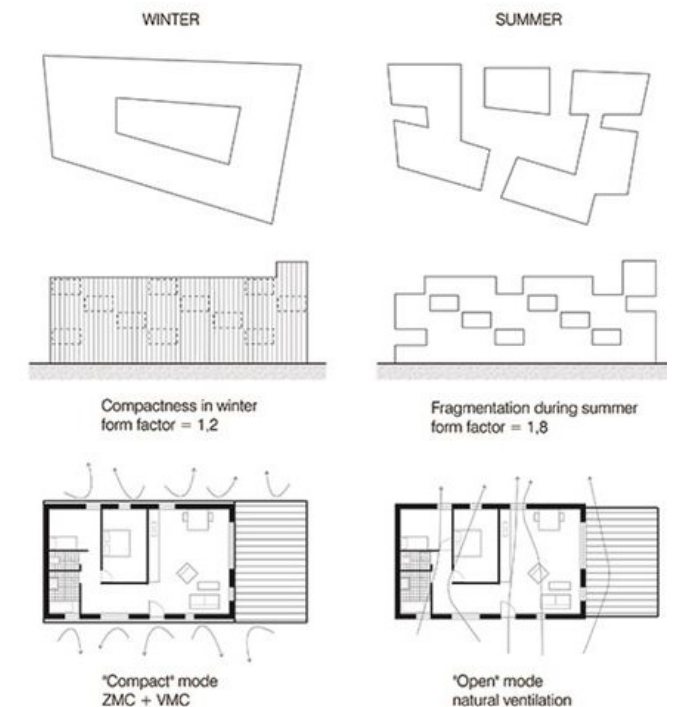 WINTER
SUMMER
Compactness in winter
form factor = 1,2
Fragmentation during summer
form factor = 1,8
"Compact" mode
ZMC + VMC
"Open" mode
natural ventilation